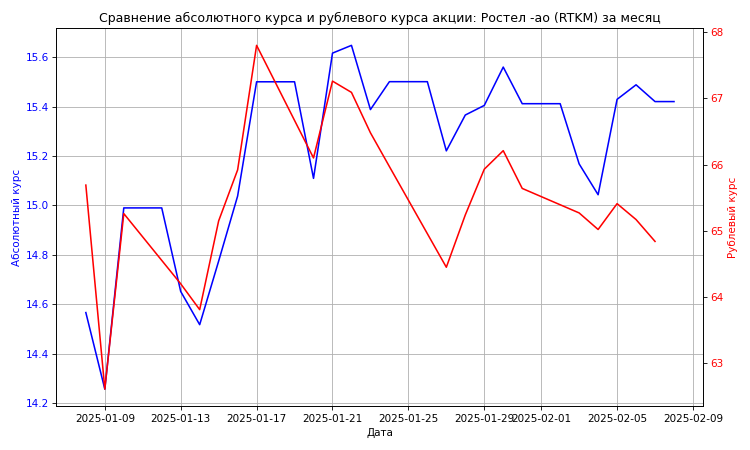 Сравнение абсолютного курса и рублевого курса акции: Ростел -ао (RTKM) за месяц
Абсолютный курс
15.6
15.4
15.2
15.0
14.8
14.6
14.4
14.2
68
67
66
65
64
63
Рублевый курс
2025-01-09 2025-01-13 2025-01-17 2025-01-21 2025-01-25 2025-01-29 2025-02-01 2025-02-05 2025-02-09
Дата